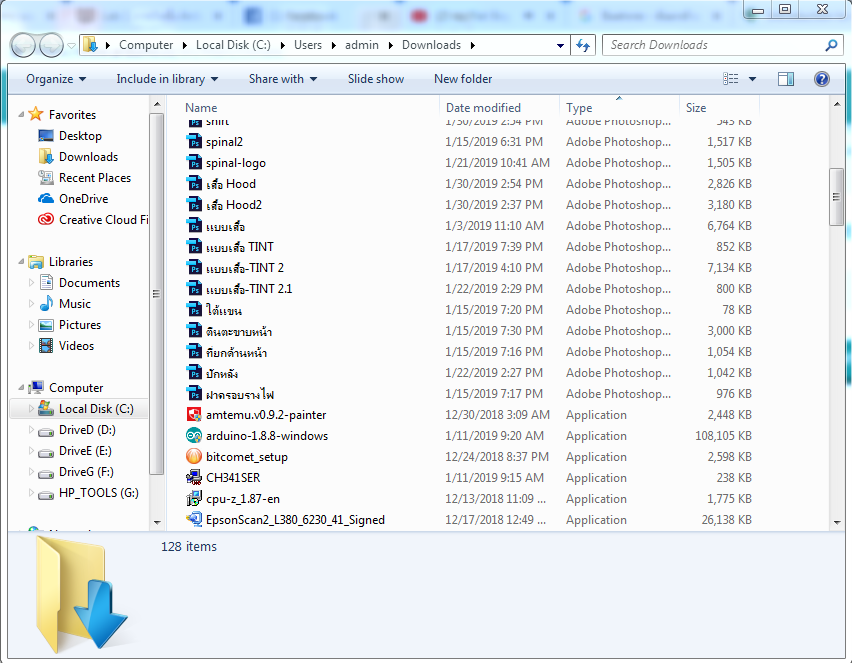 Computer Local Disk (C:) Users admin Downloads Search Downloads
Organize Include in library Share with Slide show New folder
Favorites
Desktop
Downloads
Recent Places
OneDrive
Creative Cloud Fi
Libraries
Documents
Music
Pictures
Videos
Computer
Local Disk (C:)
DriveD (D:)
DriveE (E:)
DriveG (F:)
HP_TOOLS (G:)
Name Date modified Type Size
shirt 1/30/2019 2:54 PM Adobe Photoshop... 543 KB
spinal2 1/15/2019 6:31 PM Adobe Photoshop... 1,517 KB
spinal-logo 1/21/2019 10:41 AM Adobe Photoshop... 1,505 KB
เสื้อ Hood 1/30/2019 2:54 PM Adobe Photoshop... 2,826 KB
เสื้อ Hood2 1/30/2019 2:37 PM Adobe Photoshop... 3,180 KB
แบบเสื้อ 1/3/2019 11:10 AM Adobe Photoshop... 6,764 KB
แบบเสื้อ TINT 1/17/2019 7:39 PM Adobe Photoshop... 852 KB
แบบเสื้อ-TINT 2 1/17/2019 4:10 PM Adobe Photoshop... 7,134 KB
แบบเสื้อ-TINT 2.1 1/22/2019 2:29 PM Adobe Photoshop... 800 KB
ใต้แขน 1/15/2019 7:20 PM Adobe Photoshop... 78 KB
ตีนตะขาบหน้า 1/15/2019 7:30 PM Adobe Photoshop... 3,000 KB
ที่ยกด้านหน้า 1/15/2019 7:16 PM Adobe Photoshop... 1,054 KB
ปักหลัง 1/22/2019 2:27 PM Adobe Photoshop... 1,042 KB
ฝาครอบรางไฟ 1/15/2019 7:17 PM Adobe Photoshop... 976 KB
amtemu.v0.9.2-painter 12/30/2018 3:09 AM Application 2,448 KB
arduino-1.8.8-windows 1/11/2019 9:20 AM Application 108,105 KB
bitcomet_setup 12/24/2018 8:37 PM Application 2,598 KB
CH341SER 1/11/2019 9:15 AM Application 238 KB
cpu-z_1.87-en 12/13/2018 11:09 ... Application 1,775 KB
EpsonScan2_L380_6230_41_Signed 12/17/2018 12:49 ... Application 26,138 KB
128 items